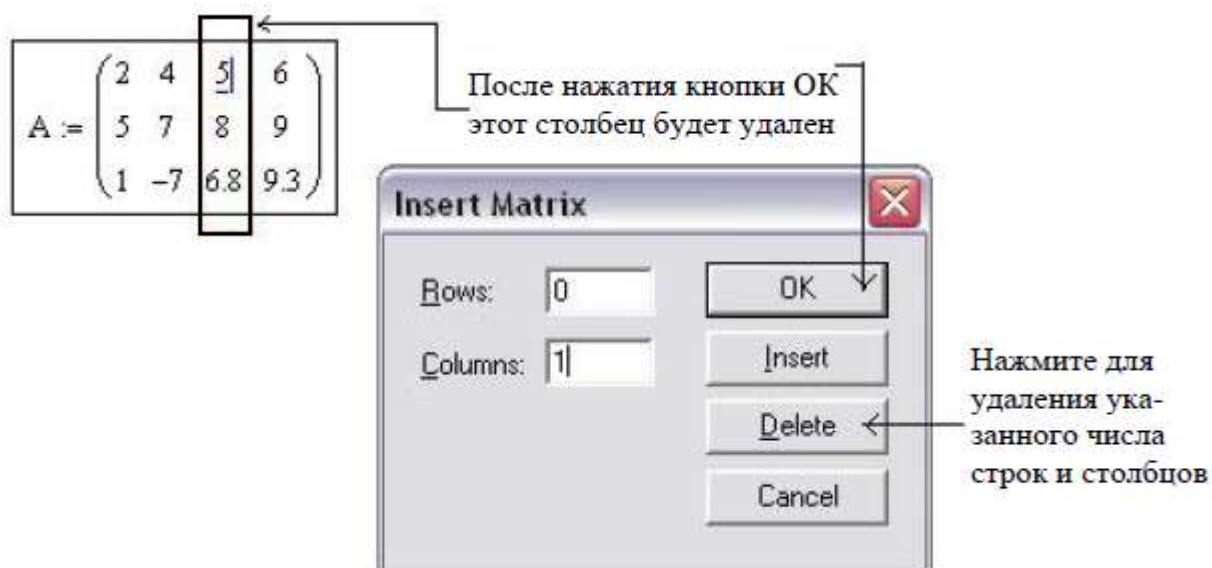 2 4 5 6
A := 5 7 8 9
1 −7 6.8 9.3
После нажатия кнопки ОК
этот столбец будет удален
Insert Matrix
Rows: 0
Columns: 1
OK
Insert
Delete
Cancel
Нажмите для
удаления ука-
занного числа
строк и столбцов